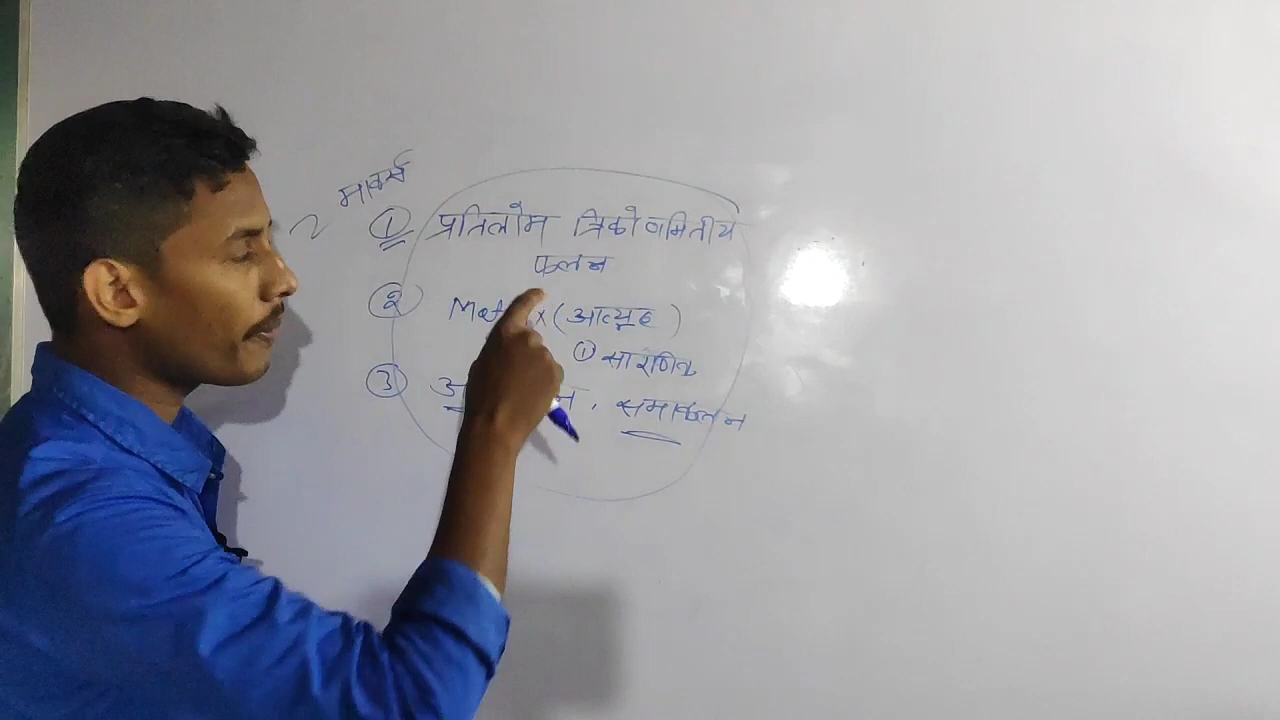 मार्क्स
① प्रतिलोम त्रिकोणमितीय
फलन
② (आव्यूह)
① सारणिक
③ , समाकलन